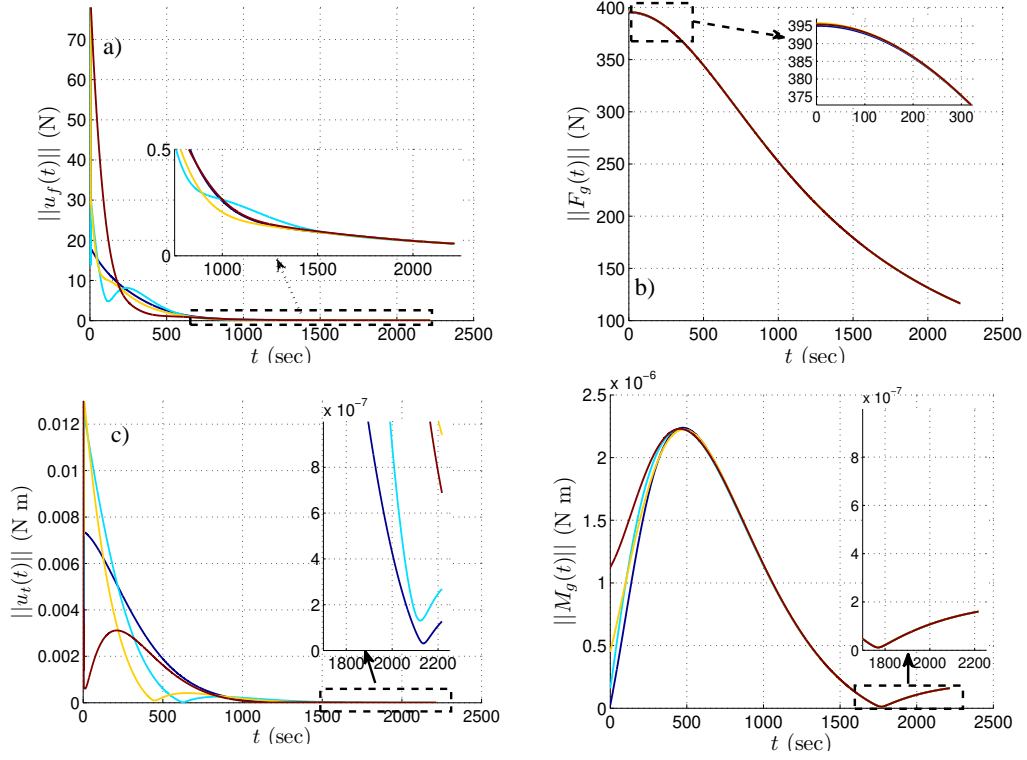 a)
||u_f(t)|| (N)
70
60
50
40
30
20
10
0
0 500 1000 1500 2000 2500
t (sec)
0.5
0
1000 1500 2000
b)
||F_g(t)|| (N)
400
350
300
250
200
150
100
0 500 1000 1500 2000 2500
t (sec)
395
390
385
380
375
0 100 200 300
c)
||u_t(t)|| (N m)
0.012
0.01
0.008
0.006
0.004
0.002
0
0 500 1000 1500 2000 2500
t (sec)
x 10^-7
8
6
4
2
0
1800 2000 2200
x 10^-6
||M_g(t)|| (N m)
2.5
2
1.5
1
0.5
0
0 500 1000 1500 2000 2500
t (sec)
x 10^-7
8
6
4
2
0
1800 2000 2200